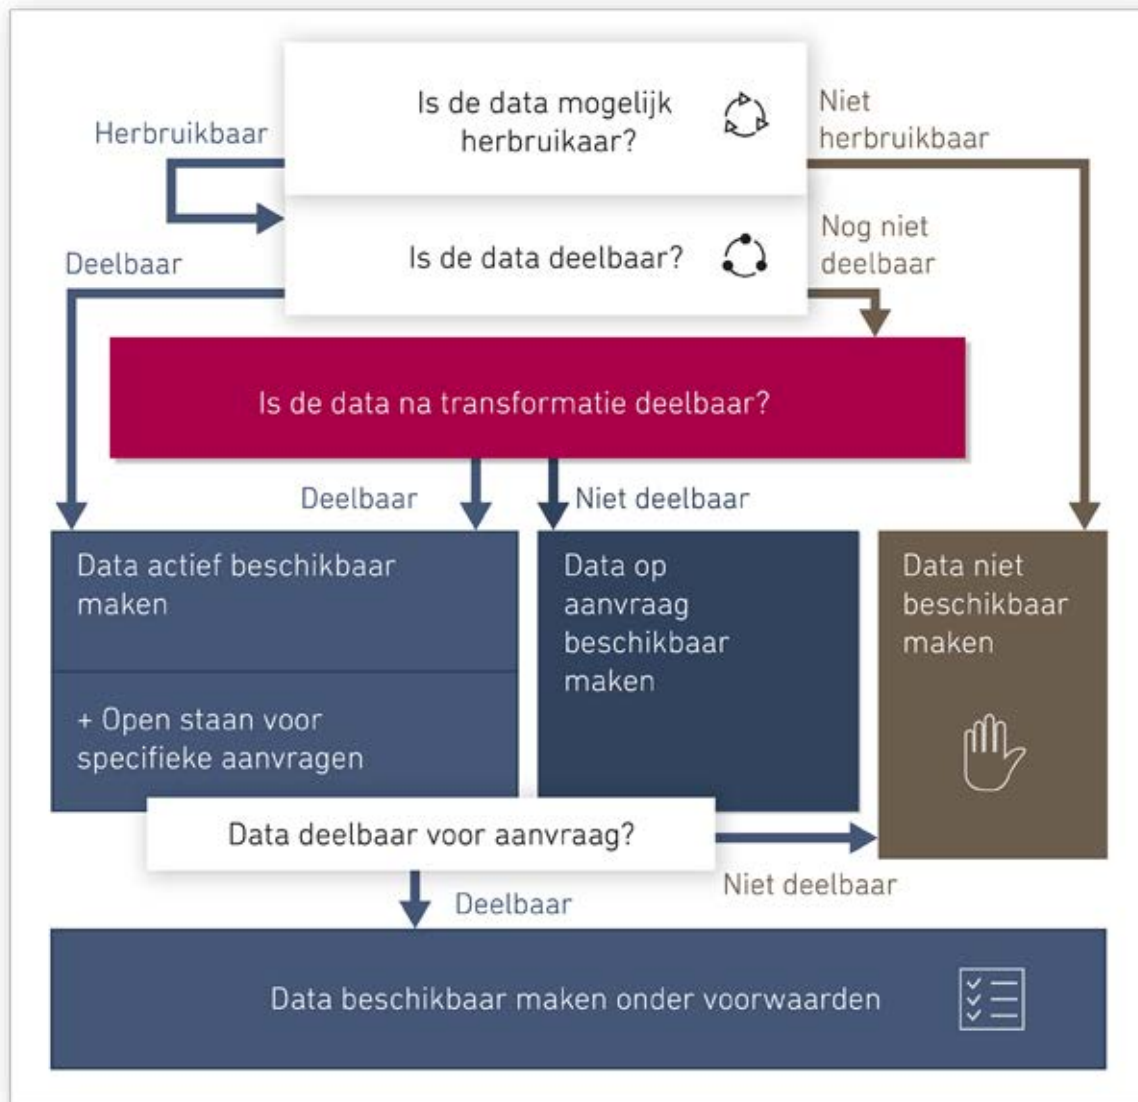 Is de data mogelijk
herbruikaar?
Herbruikbaar
Niet
herbruikbaar
Is de data deelbaar?
Deelbaar
Nog niet
deelbaar
Is de data na transformatie deelbaar?
Deelbaar
Niet deelbaar
Data actief beschikbaar
maken
+ Open staan voor
specifieke aanvragen
Data op
aanvraag
beschikbaar
maken
Data niet
beschikbaar
maken
Data deelbaar voor aanvraag?
Niet deelbaar
Deelbaar
Data beschikbaar maken onder voorwaarden